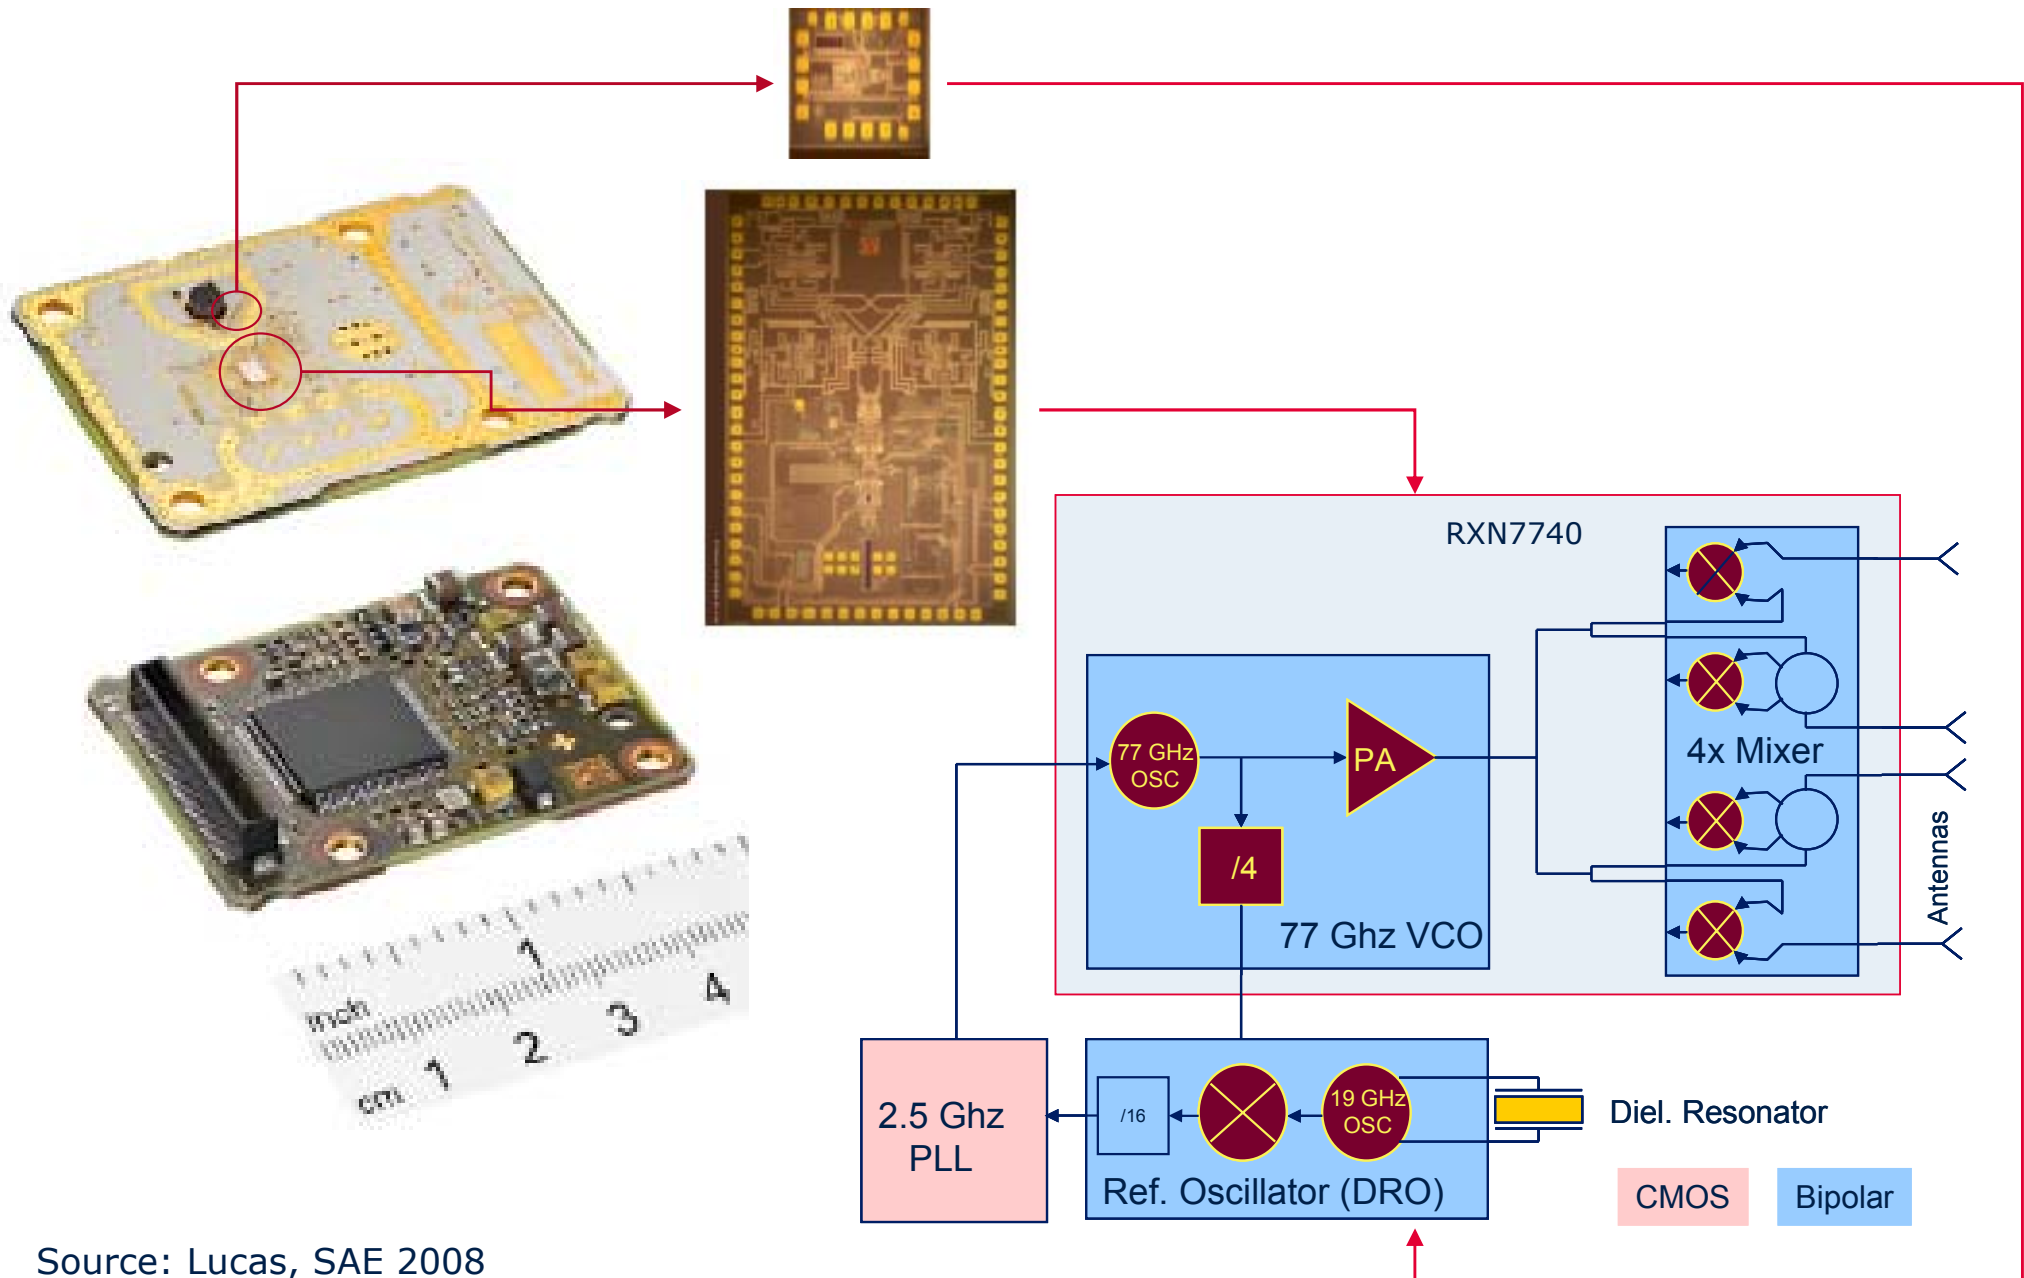 RXN7740
77 GHz
OSC
PA
4x Mixer
/4
77 Ghz VCO
Antennas
inch
1
cm 1 2 3 4
2.5 Ghz
PLL
/16
19 GHz
OSC
Ref. Oscillator (DRO)
Diel. Resonator
CMOS
Bipolar
Source: Lucas, SAE 2008